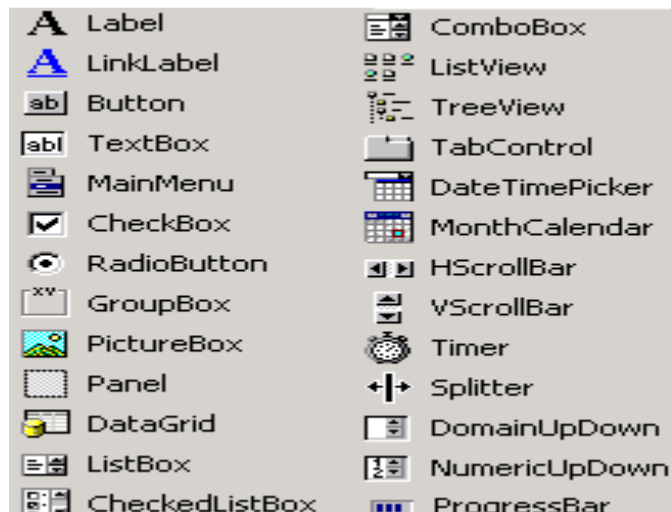 Label
LinkLabel
Button
TextBox
MainMenu
CheckBox
RadioButton
GroupBox
PictureBox
Panel
DataGrid
ListBox
CheckedListBox
ComboBox
ListView
TreeView
TabControl
DateTimePicker
MonthCalendar
HScrollBar
VScrollBar
Timer
Splitter
DomainUpDown
NumericUpDown
ProgressBar